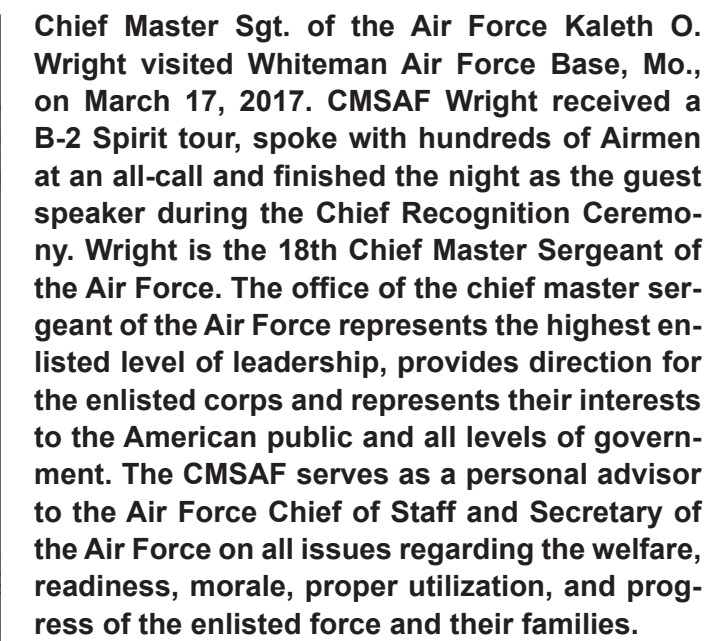 Chief Master Sgt. of the Air Force Kaleth O.
Wright visited Whiteman Air Force Base, Mo.,
on March 17, 2017. CMSAF Wright received a
B-2 Spirit tour, spoke with hundreds of Airmen
at an all-call and finished the night as the guest
speaker during the Chief Recognition Ceremo-
ny. Wright is the 18th Chief Master Sergeant of
the Air Force. The office of the chief master ser-
geant of the Air Force represents the highest en-
listed level of leadership, provides direction for
the enlisted corps and represents their interests
to the American public and all levels of govern-
ment. The CMSAF serves as a personal advisor
to the Air Force Chief of Staff and Secretary of
the Air Force on all issues regarding the welfare,
readiness, morale, proper utilization, and prog-
ress of the enlisted force and their families.